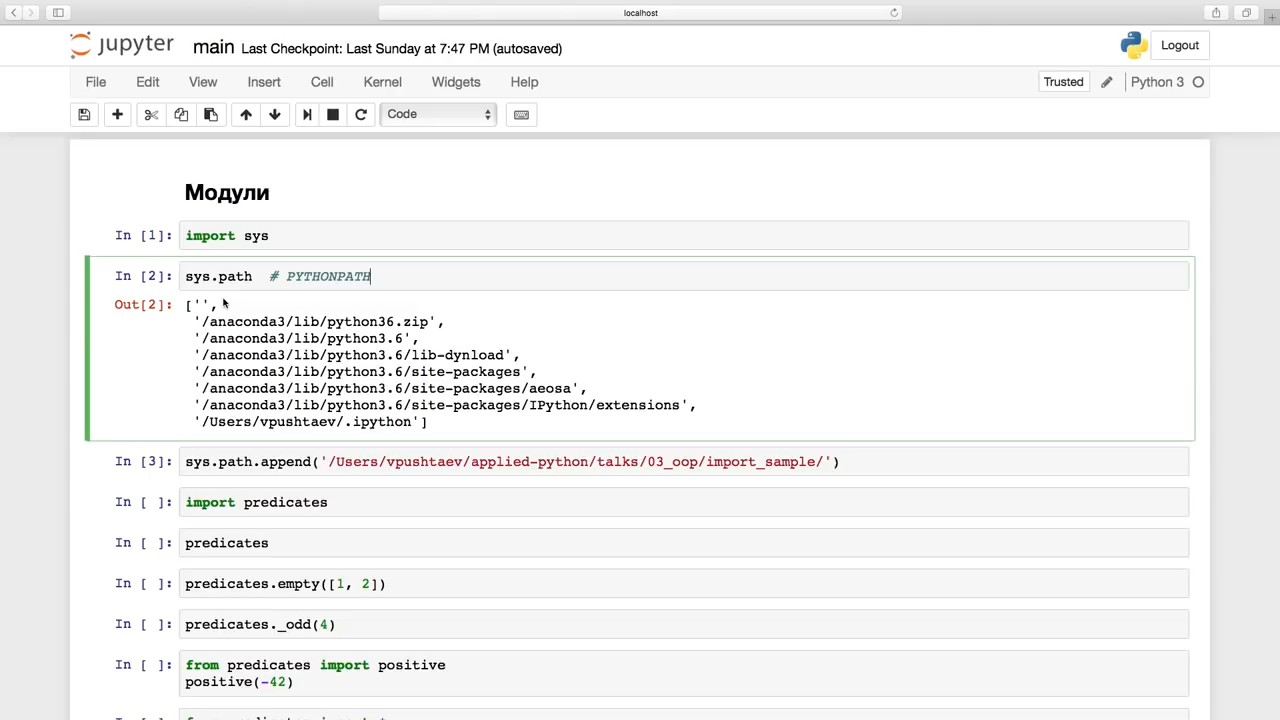 localhost
jupyter main Last Checkpoint: Last Sunday at 7:47 PM (autosaved)
Logout
File Edit View Insert Cell Kernel Widgets Help
Trusted Python 3
Code
Модули
In [1]: import sys
In [2]: sys.path # PYTHONPATH
Out[2]: ['',
'/anaconda3/lib/python36.zip',
'/anaconda3/lib/python3.6',
'/anaconda3/lib/python3.6/lib-dynload',
'/anaconda3/lib/python3.6/site-packages',
'/anaconda3/lib/python3.6/site-packages/aeosa',
'/anaconda3/lib/python3.6/site-packages/IPython/extensions',
'/Users/vpushtaev/.ipython']
In [3]: sys.path.append('/Users/vpushtaev/applied-python/talks/03_oop/import_sample/')
In [ ]: import predicates
In [ ]: predicates
In [ ]: predicates.empty([1, 2])
In [ ]: predicates._odd(4)
In [ ]: from predicates import positive
positive(-42)